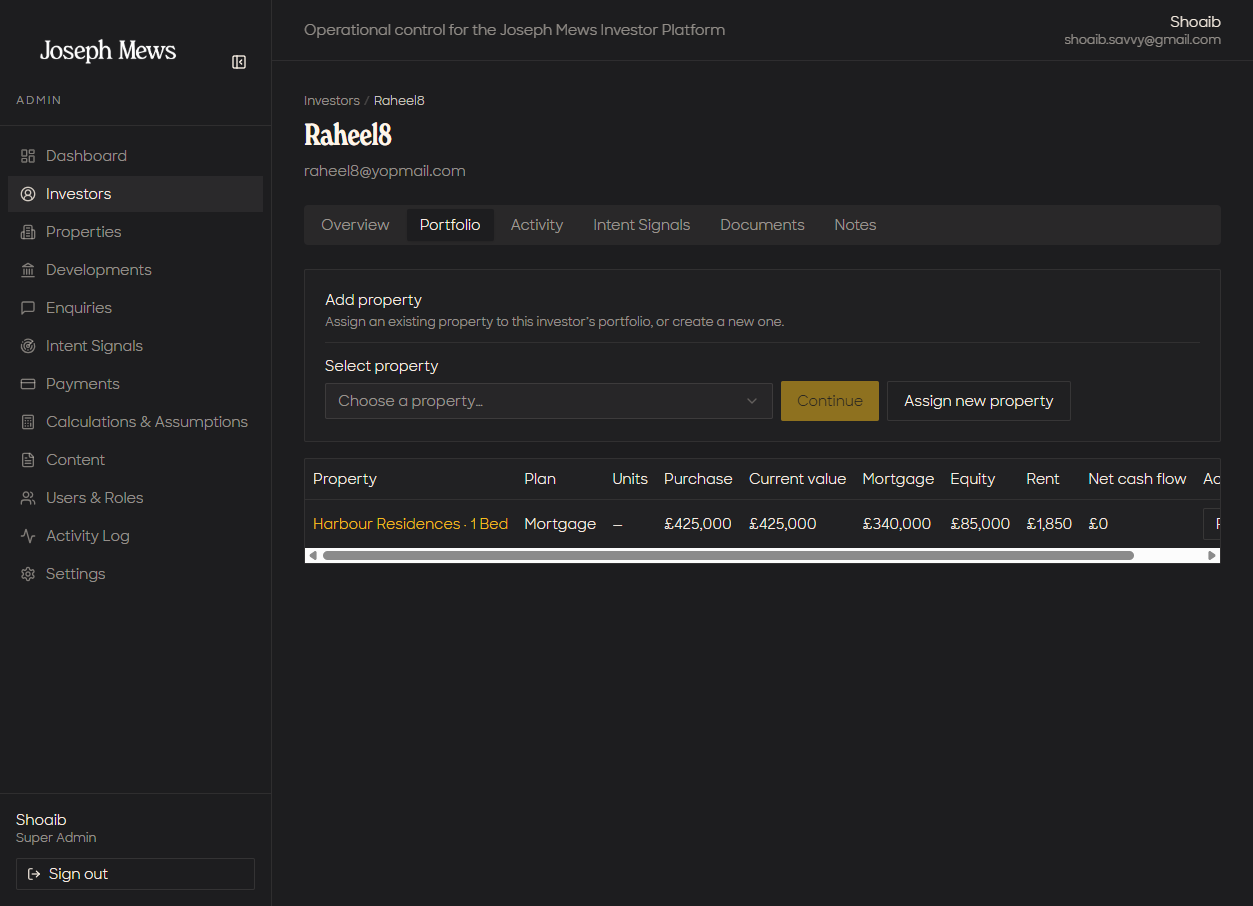 Joseph Mews
ADMIN
Dashboard
Investors
Properties
Developments
Enquiries
Intent Signals
Payments
Calculations & Assumptions
Content
Users & Roles
Activity Log
Settings
Shoaib
Super Admin
Sign out
Operational control for the Joseph Mews Investor Platform
Shoaib
shoaib.savvy@gmail.com
Investors / Raheel8
Raheel8
raheel8@yopmail.com
Overview Portfolio Activity Intent Signals Documents Notes
Add property
Assign an existing property to this investor's portfolio, or create a new one.
Select property
Choose a property... Continue Assign new property
Property Plan Units Purchase Current value Mortgage Equity Rent Net cash flow
Harbour Residences · 1 Bed Mortgage – £425,000 £425,000 £340,000 £85,000 £1,850 £0